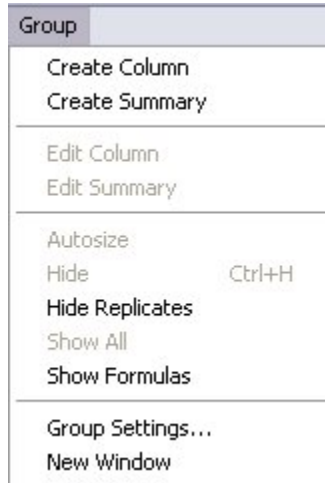 Group
Create Column
Create Summary
Edit Column
Edit Summary
Autosize
Hide Ctrl+H
Hide Replicates
Show All
Show Formulas
Group Settings...
New Window